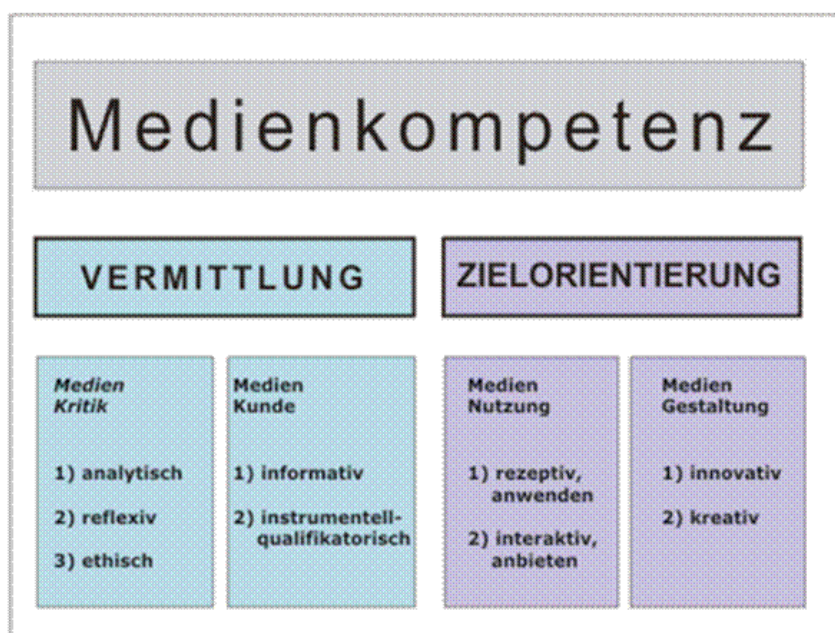 Medienkompetenz
VERMITTLUNG
ZIELORIENTIERUNG
Medien
Kritik
1) analytisch
2) reflexiv
3) ethisch
Medien
Kunde
1) informativ
2) instrumentell-
qualifikatorisch
Medien
Nutzung
1) rezeptiv,
anwenden
2) interaktiv,
anbieten
Medien
Gestaltung
1) innovativ
2) kreativ